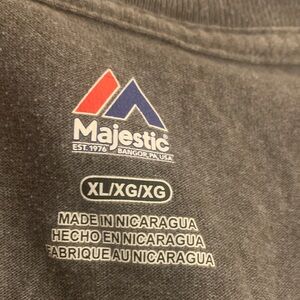 Majestic
EST. 1976 BANGOR, PA, USA
XL/XG/XG
MADE IN NICARAGUA
HECHO EN NICARAGUA
FABRIQUE AU NICARAGUA